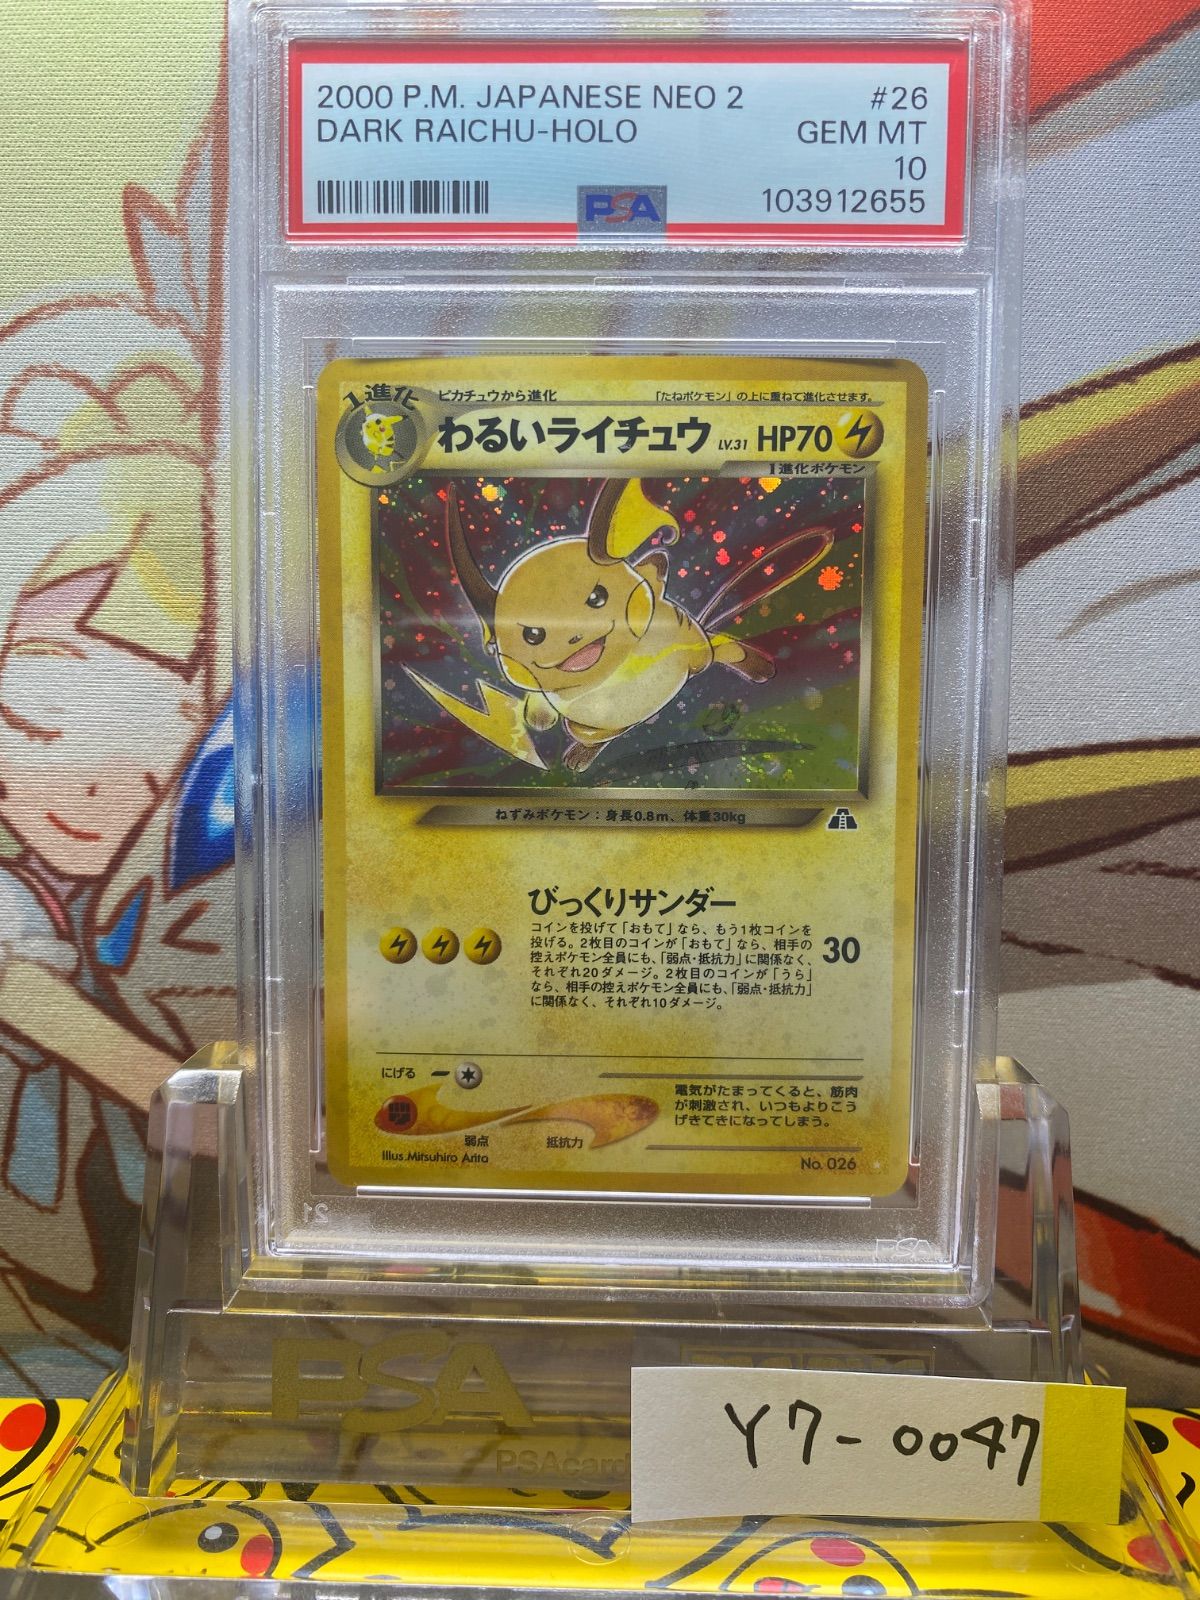 2000 P.M. JAPANESE NEO 2 #26
DARK RAICHU-HOLO GEM MT
10
PSA 103912655
1進化
ピカチュウから進化 「たねポケモン」の上に重ねて進化させます。
わるいライチュウ LV.31 HP70
1進化ポケモン
ねずみポケモン：身長0.8m、体重30kg
びっくりサンダー
コインを投げて「おもて」なら、もう1枚コインを
投げる。2枚目のコインが「おもて」なら、相手の
控えポケモン全員にも、「弱点・抵抗力」に関係なく、
それぞれ20ダメージ。2枚目のコインが「うら」
なら、相手の控えポケモン全員にも、「弱点・抵抗力」
に関係なく、それぞれ10ダメージ。
30
にげる
電気がたまってくると、筋肉
が刺激され、いつもよりこう
げきてきになってしまう。
弱点 抵抗力
Illus.Mitsuhiro Arita No. 026
PSA
PSA
PSAcard
Y7-0047